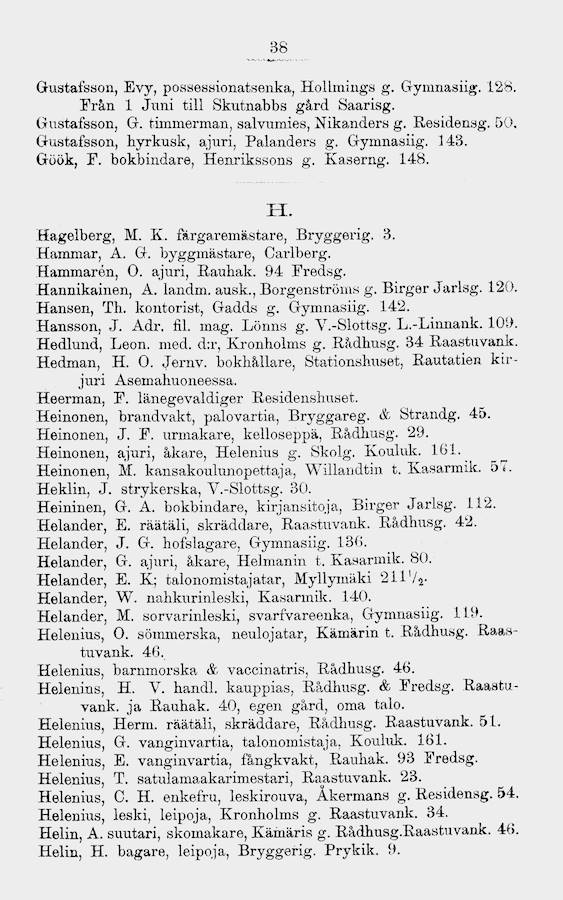 38
Gustafsson, Evy, possessionatsenka, Hollmings g. Gymnasiig. 128.
Från 1 Juni till Skutnabbs gård Saarisg.
Gustafsson, G. timmerman, salvumies, Nikanders g. Residensg. 50.
Gustafsson, hyrkusk, ajuri, Palanders g. Gymnasiig. 143.
Göök, F. bokbindare, Henrikssons g. Kaserng. 148.
H.
Hagelberg, M. K. färgaremästare, Bryggerig. 3.
Hammar, A. G. byggmästare, Carlberg.
Hammarén, O. ajuri, Rauhak. 94 Fredsg.
Hannikainen, A. landm. ausk., Borgenströms g. Birger Jarlsg. 120.
Hansen, Th. kontorist, Gadds g. Gymnasiig. 142.
Hansson, J. Adr. fil. mag. Lönns g. V.-Slottsg. L.-Linnank. 109.
Hedlund, Leon. med. d:r, Kronholms g. Rådhusg. 34 Raastuvank.
Hedman, H. O. Jernv. bokhållare, Stationshuset, Rautatien kir-
juri Asemahuoneessa.
Heerman, F. länegevaldiger Residenshuset.
Heinonen, brandvakt, palovartia, Bryggareg. & Strandg. 45.
Heinonen, J. F. urmakare, kelloseppä, Rådhusg. 29.
Heinonen, ajuri, åkare, Helenius g. Skolg. Kouluk. 161.
Heinonen, M. kansakoulunopettaja, Willandtin t. Kasarmik. 57.
Heklin, J. strykerska, V.-Slottsg. 30.
Heininen, G. A. bokbindare, kirjansitoja, Birger Jarlsg. 112.
Helander, E. räätäli, skräddare, Raastuvank. Rådhusg. 42.
Helander, J. G. hofslagare, Gymnasiig. 136.
Helander, G. ajuri, åkare, Helmanin t. Kasarmik. 80.
Helander, E. K; talonomistajatar, Myllymäki 211¹/₂.
Helander, W. nahkurinleski, Kasarmik. 140.
Helander, M. sorvarinleski, svarfvareenka, Gymnasiig. 119.
Helenius, O. sömmerska, neulojatar, Kämärin t. Rådhusg. Raas-
tuvank. 46.
Helenius, barnmorska & vaccinatris, Rådhusg. 46.
Helenins, H. V. handl. kauppias, Rådhusg. & Fredsg. Raastu-
vank. ja Rauhak. 40, egen gård, oma talo.
Helenius, Herm. räätäli, skräddare, Rådhusg. Raastuvank. 51.
Helenius, G. vanginvartia, talonomistaja, Kouluk. 161.
Helenius, E. vanginvartia, fångkvakt, Rauhak. 93 Fredsg.
Helenius, T. satulamaakarimestari, Raastuvank. 23.
Helenius, C. H. enkefru, leskirouva, Åkermans g. Residensg. 54.
Helenius, leski, leipoja, Kronholms g. Raastuvank. 34.
Helin, A. suutari, skomakare, Kämäris g. Rådhusg.Raastuvank. 46.
Helin, H. bagare, leipoja, Bryggerig. Prykik. 9.